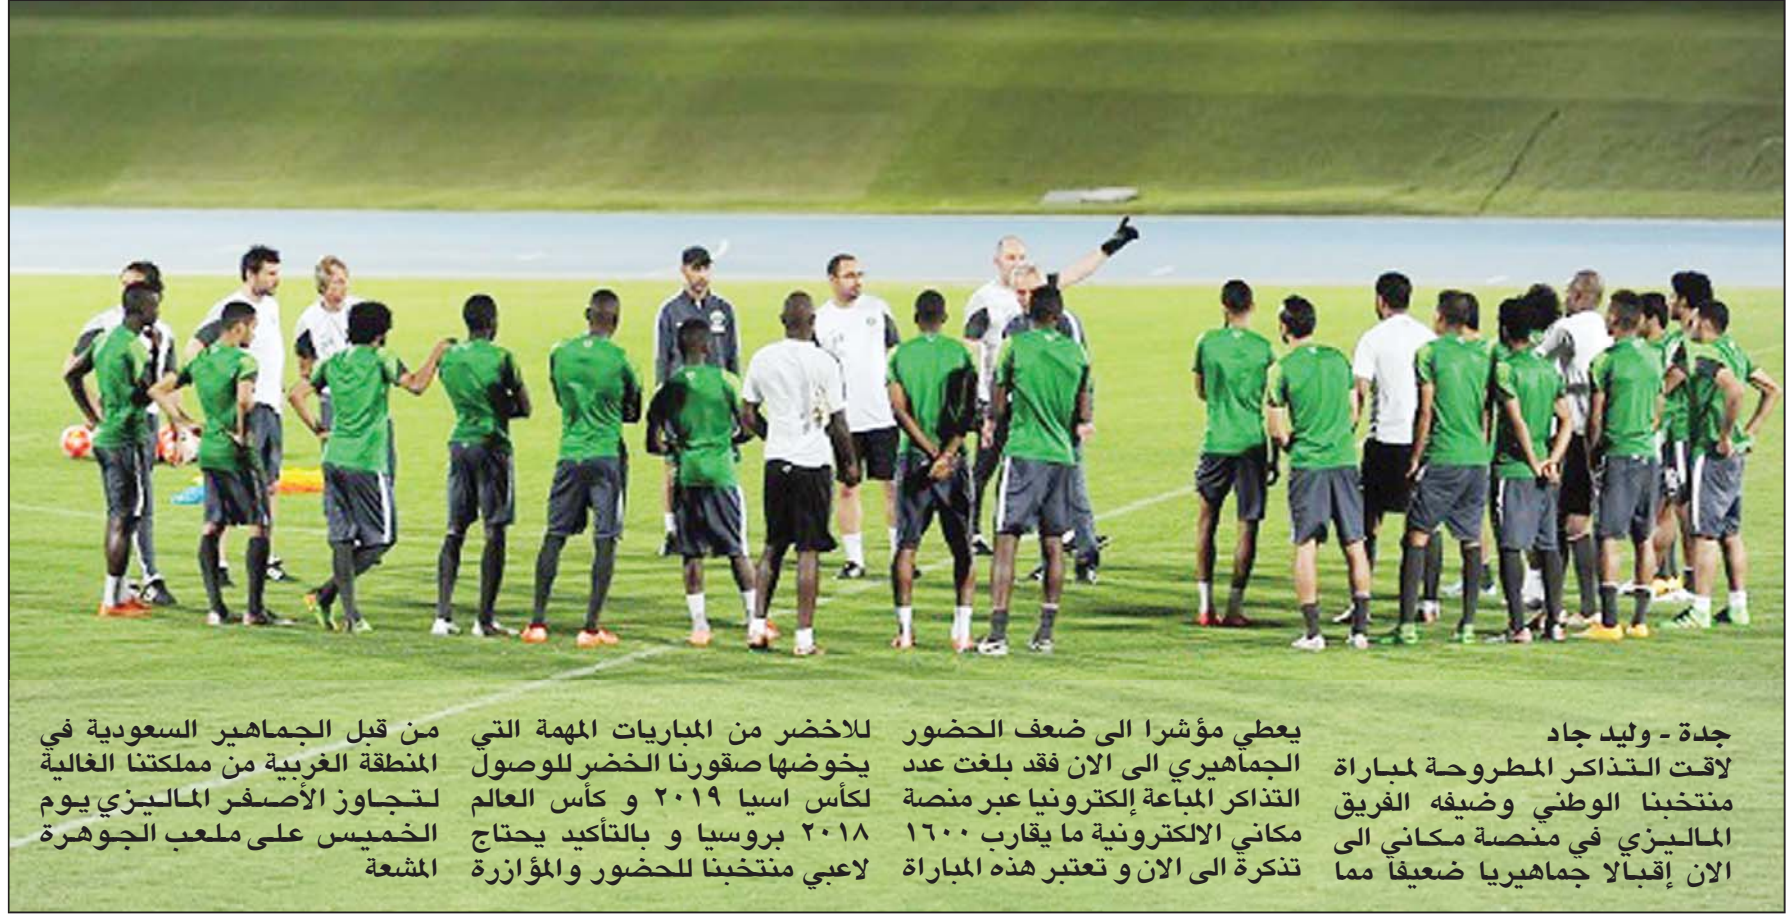 جدة - وليد جاد
لاقت التذاكر المطروحة لمباراة
منتخبنا الوطني وضيفه الفريق
الماليزي في منصة مكاني الى
الان إقبالا جماهيريا ضعيفا مما
يعطي مؤشرا الى ضعف الحضور
الجماهيري الى الان فقد بلغت عدد
التذاكر المباعة إلكترونيا عبر منصة
مكاني الالكترونية ما يقارب ١٦٠٠
تذكرة الى الان و تعتبر هذه المباراة
للاخضر من المباريات المهمة التي
يخوضها صقورنا الخضر للوصول
لكأس اسيا ٢٠١٩ و كأس العالم
٢٠١٨ بروسيا و بالتأكيد يحتاج
لاعبي منتخبنا للحضور والمؤازرة
من قبل الجماهير السعودية في
المنطقة الغربية من مملكتنا الغالية
لتجاوز الأصفر الماليزي يوم
الخميس على ملعب الجوهرة
المشعة